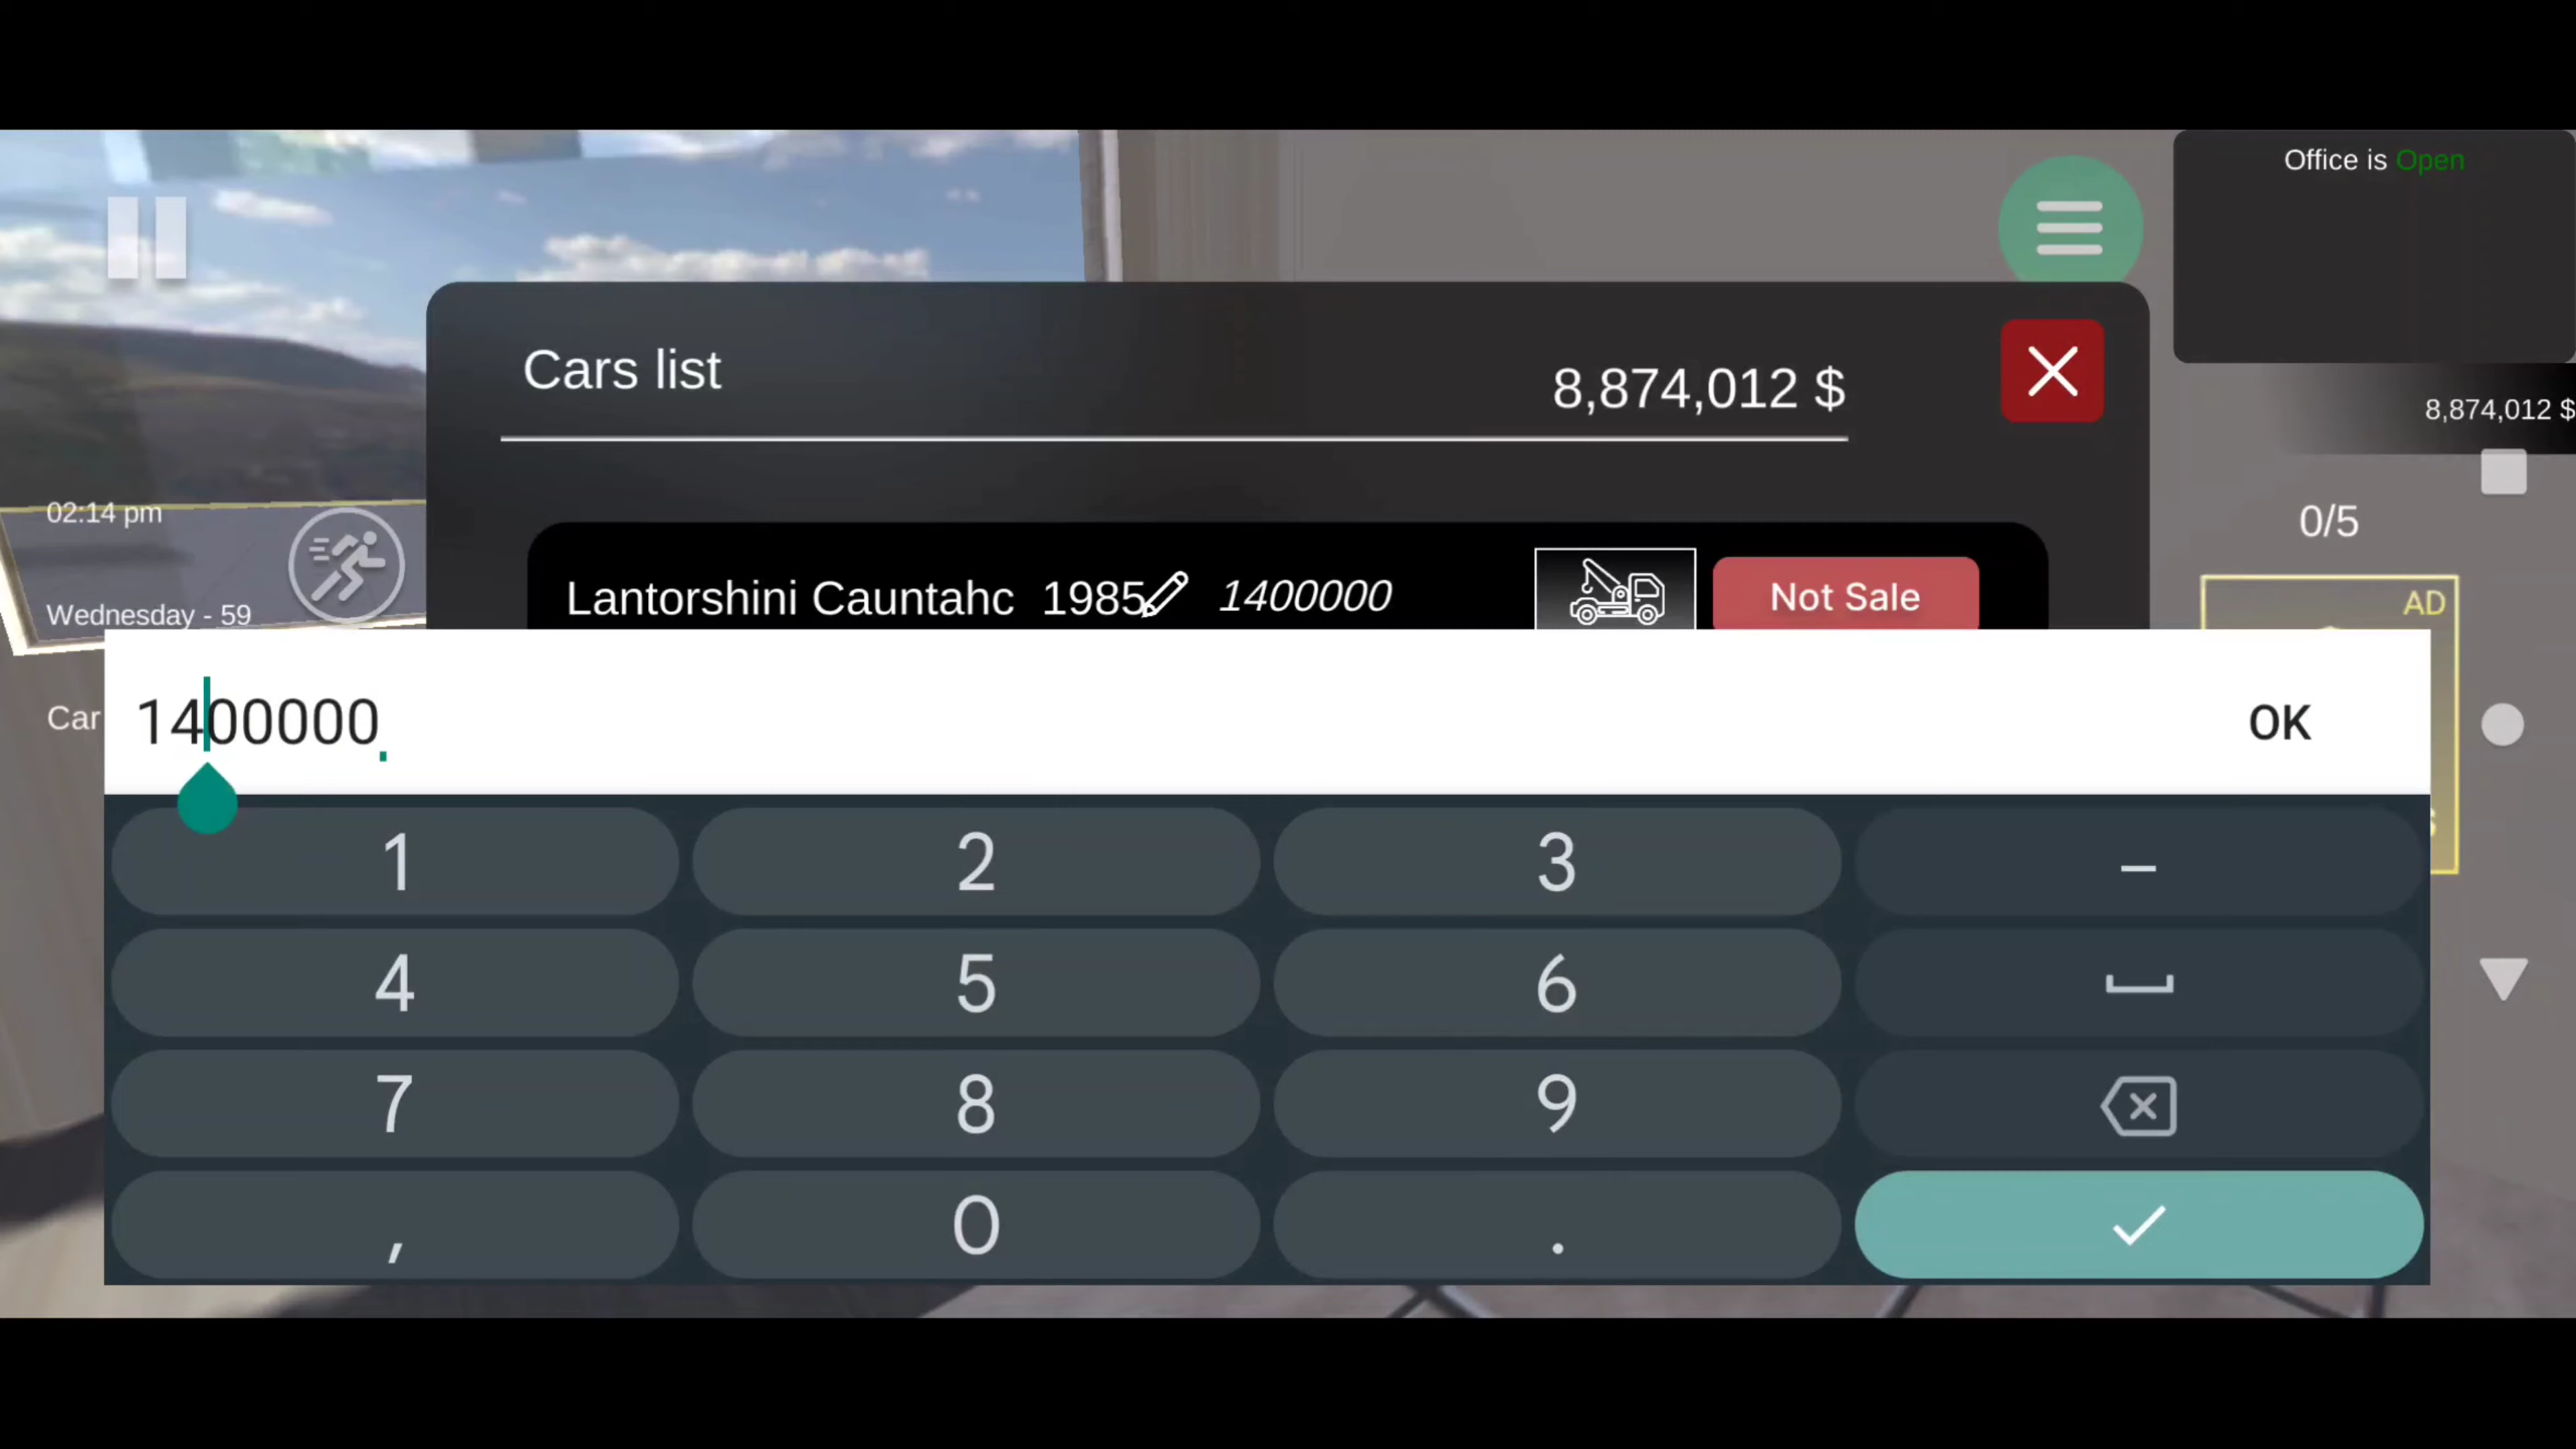 Office is Open
Cars list
8,874,012 $
8,874,012 $
02:14 pm
0/5
Lantorshini Cauntahc 1985
1400000
Not Sale
AD
Wednesday - 59
Car
1400000
OK
1 2 3 –
4 5 6
7 8 9
, 0 .